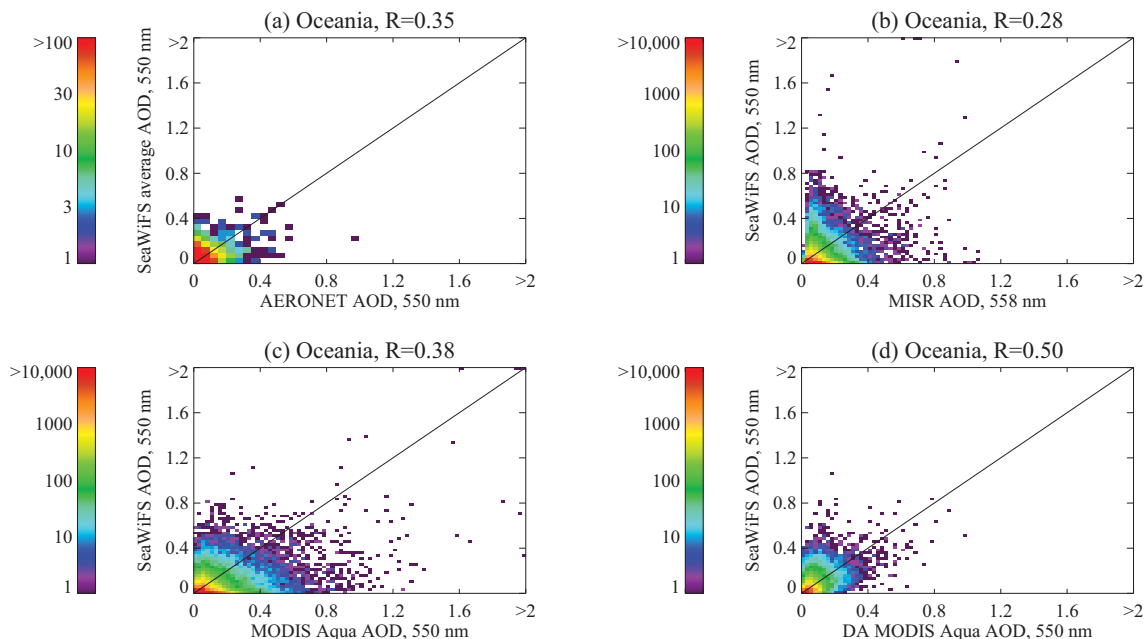 (a) Oceania, R=0.35
>100
30
10
3
1
SeaWiFS average AOD, 550 nm
>2
1.6
1.2
0.8
0.4
0
0 0.4 0.8 1.2 1.6 >2
AERONET AOD, 550 nm
(b) Oceania, R=0.28
>10,000
1000
100
10
1
SeaWiFS AOD, 550 nm
>2
1.6
1.2
0.8
0.4
0
0 0.4 0.8 1.2 1.6 >2
MISR AOD, 558 nm
(c) Oceania, R=0.38
>10,000
1000
100
10
1
SeaWiFS AOD, 550 nm
>2
1.6
1.2
0.8
0.4
0
0 0.4 0.8 1.2 1.6 >2
MODIS Aqua AOD, 550 nm
(d) Oceania, R=0.50
>10,000
1000
100
10
1
SeaWiFS AOD, 550 nm
>2
1.6
1.2
0.8
0.4
0
0 0.4 0.8 1.2 1.6 >2
DA MODIS Aqua AOD, 550 nm